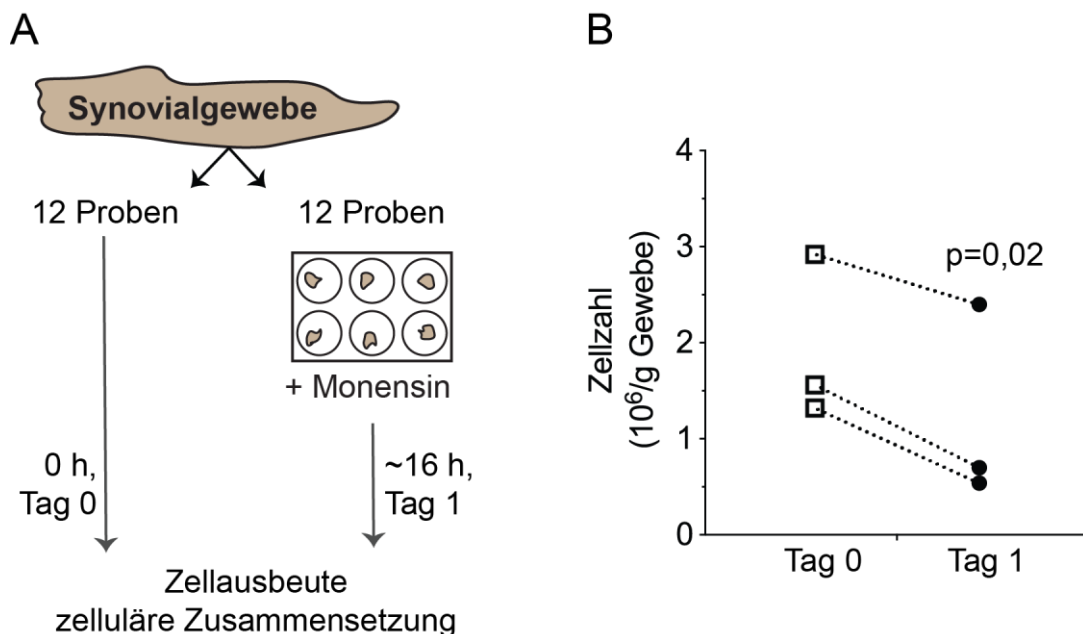 A
Synovialgewebe
12 Proben
12 Proben
+ Monensin
0 h,
Tag 0
~16 h,
Tag 1
Zellausbeute
zelluläre Zusammensetzung
B
Zellzahl
(10⁶/g Gewebe)
4
3
2
1
0
p=0,02
Tag 0
Tag 1